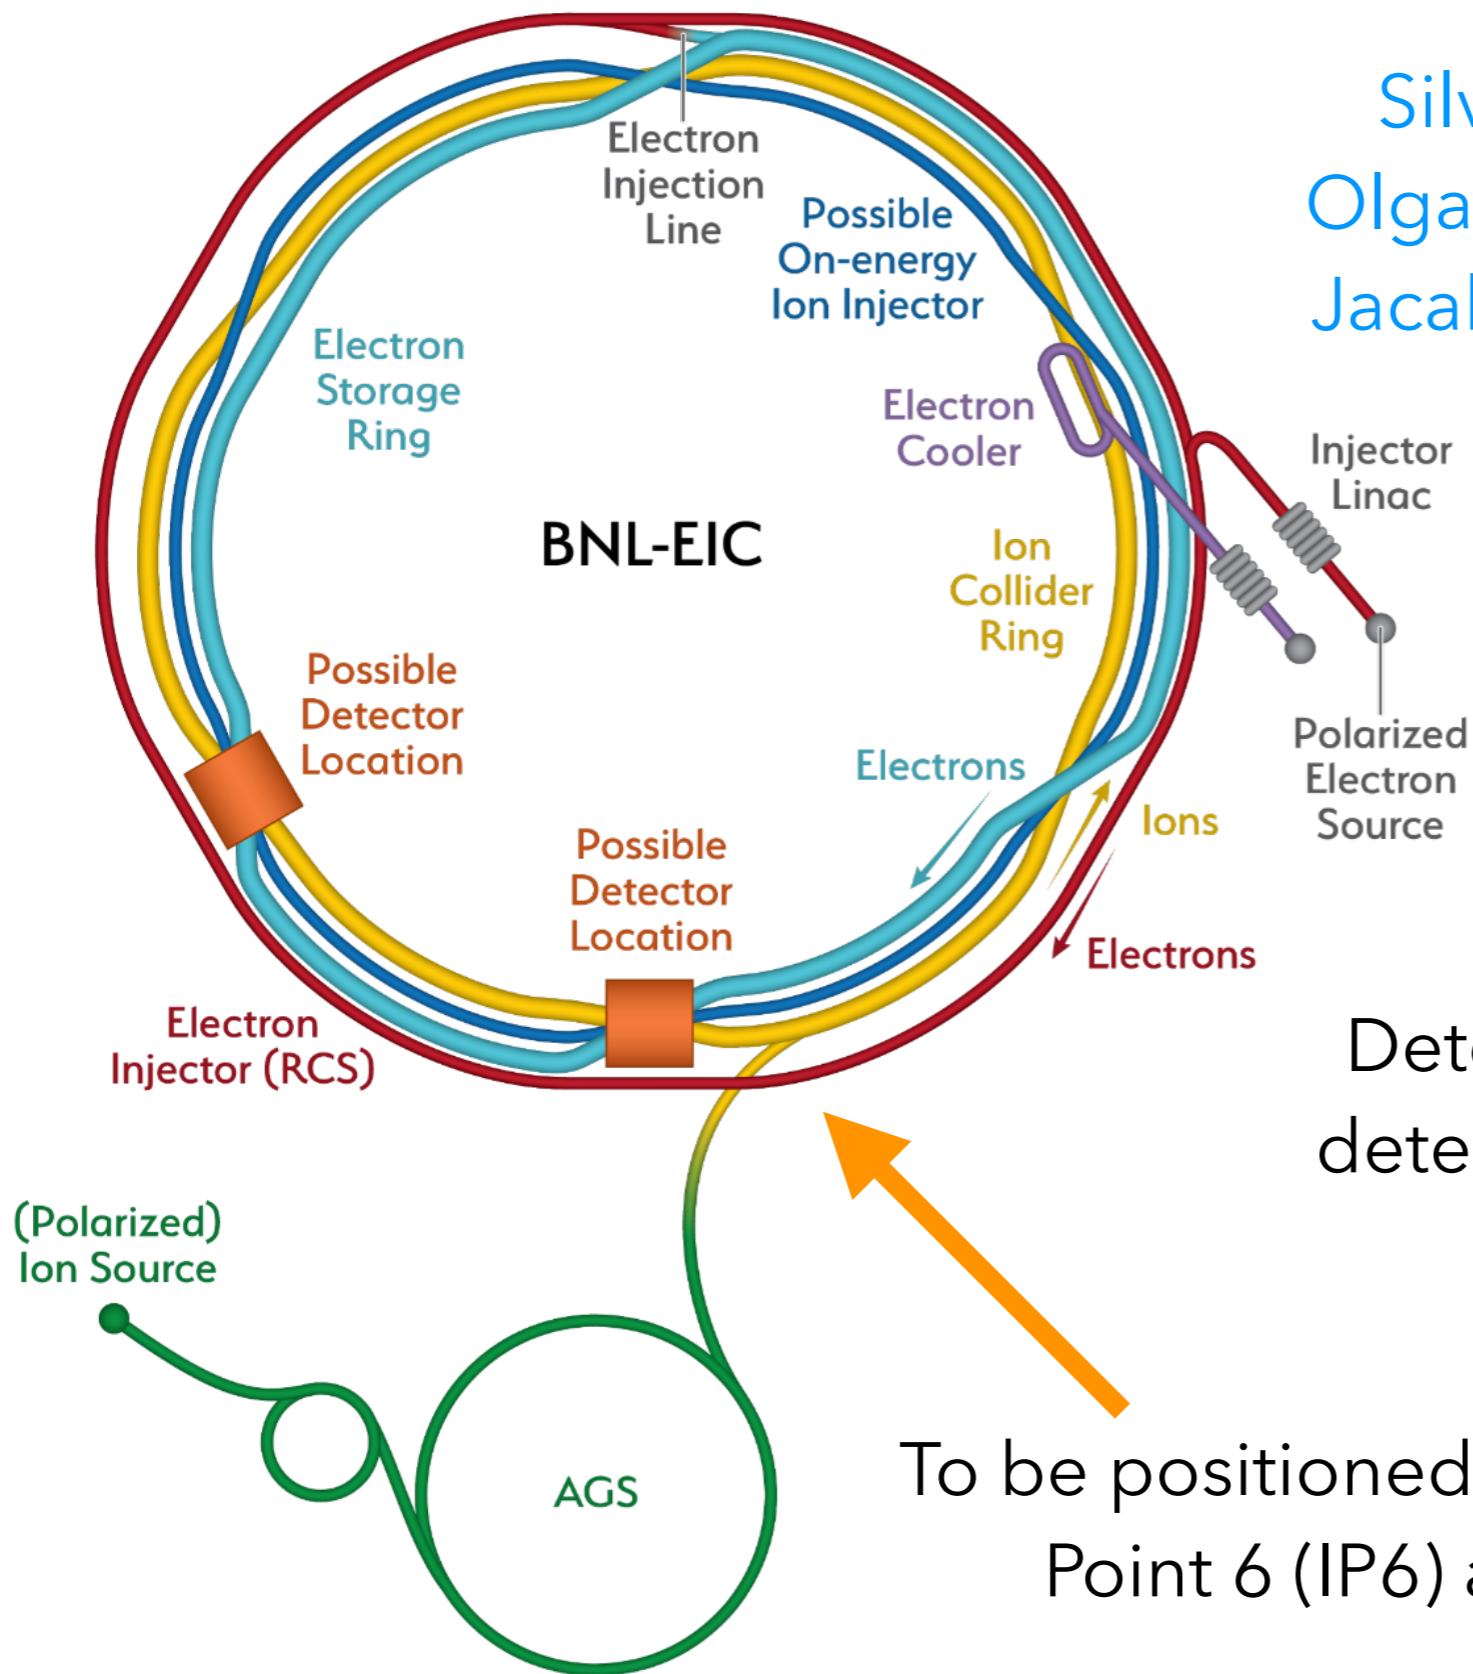 Electron
Injection
Line
Possible
On-energy
Ion Injector
Electron
Storage
Ring
Electron
Cooler
Injector
Linac
BNL-EIC
Ion
Collider
Ring
Possible
Detector
Location
Polarized
Electron
Source
Electrons
Ions
Possible
Detector
Location
Electrons
Electron
Injector (RCS)
(Polarized)
Ion Source
AGS
Olga
To be positioned
Point 6 (IP6)